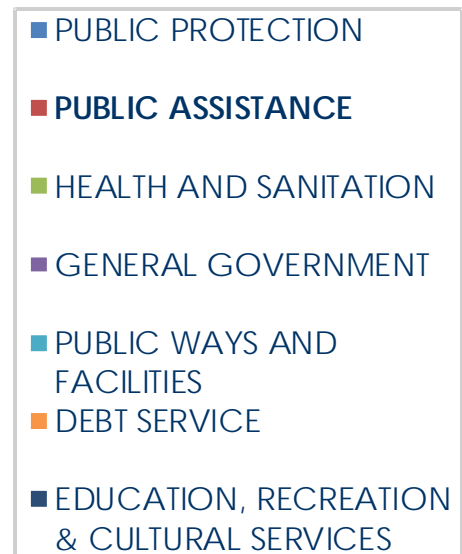 PUBLIC PROTECTION
PUBLIC ASSISTANCE
HEALTH AND SANITATION
GENERAL GOVERNMENT
PUBLIC WAYS AND
FACILITIES
DEBT SERVICE
EDUCATION, RECREATION
& CULTURAL SERVICES